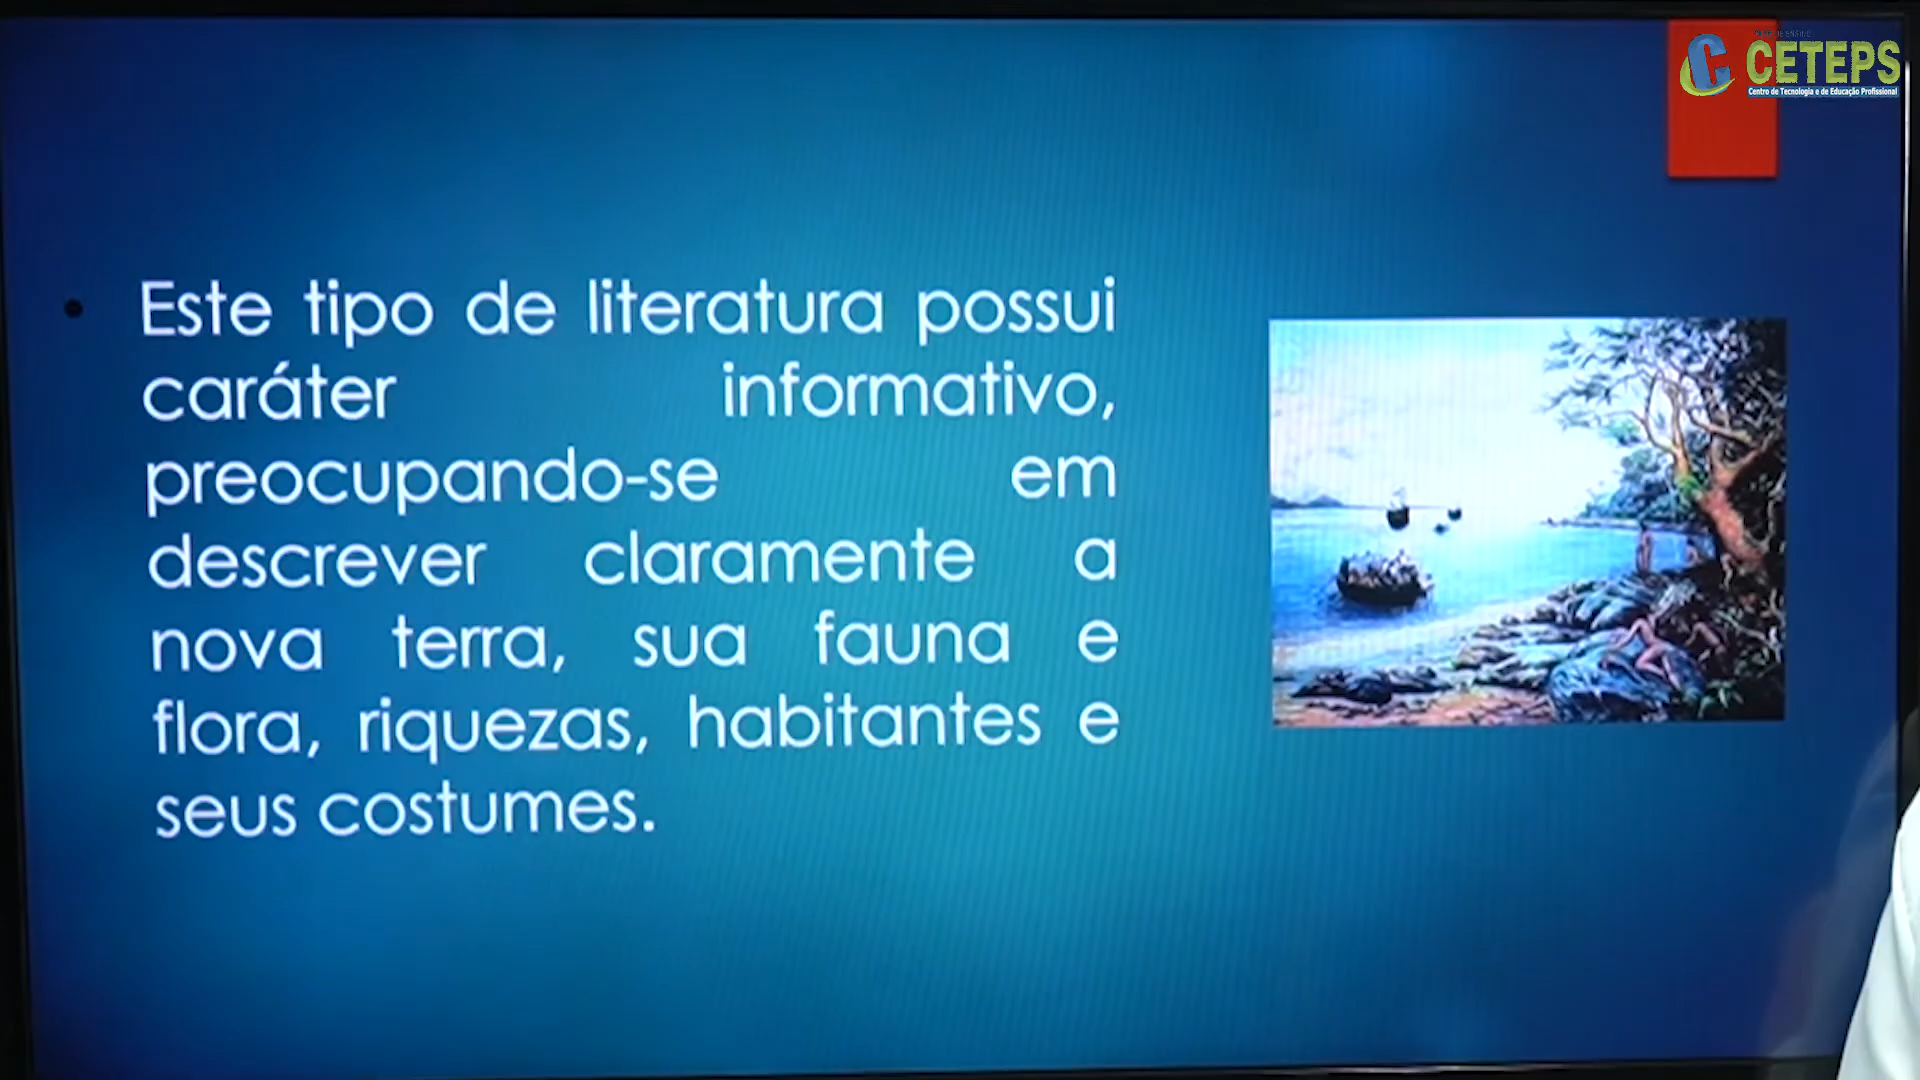 CETEPS
Centro de Tecnologia e de Educação Profissional
• Este tipo de literatura possui
caráter informativo,
preocupando-se em
descrever claramente a
nova terra, sua fauna e
flora, riquezas, habitantes e
seus costumes.